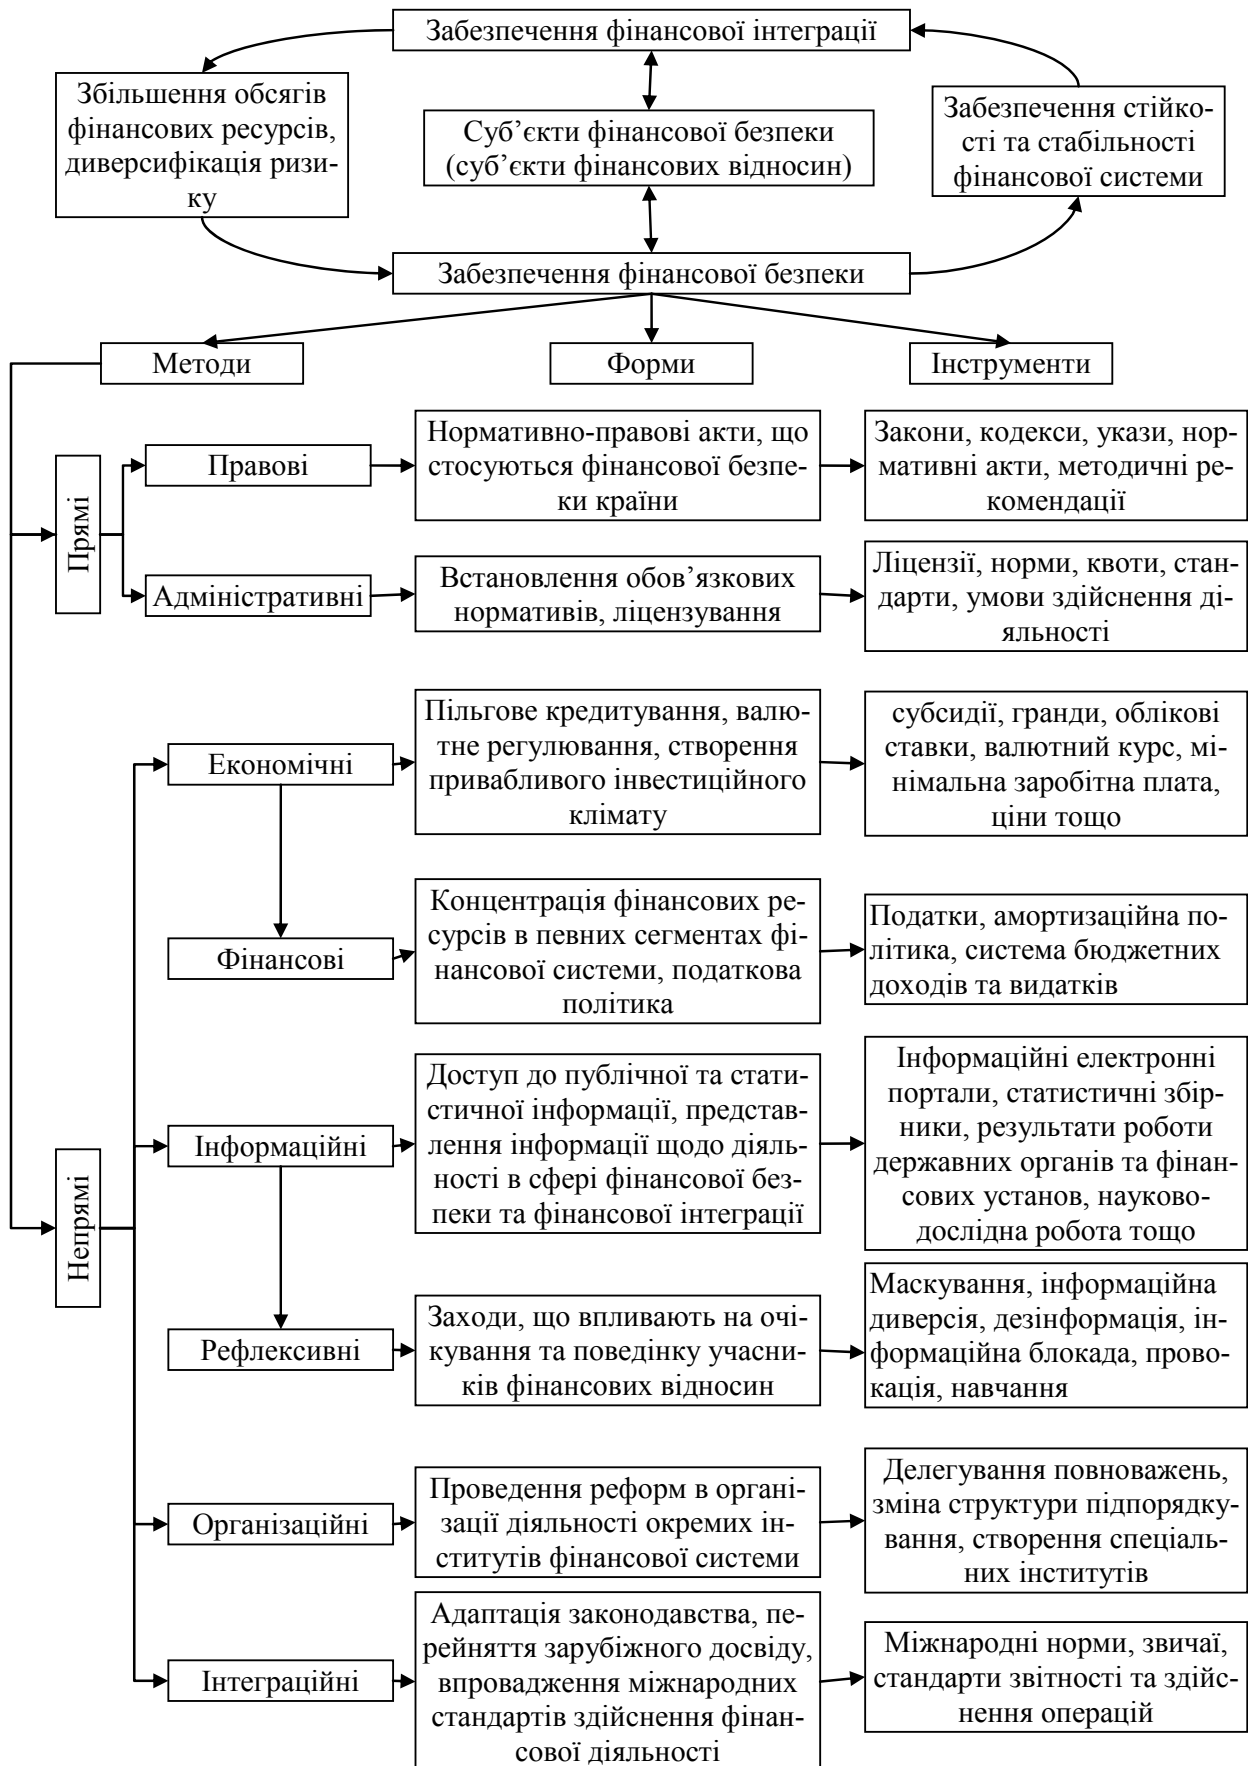 Забезпечення фінансової інтеграції
Збільшення обсягів
фінансових ресурсів,
диверсифікація ризи-
ку
Суб’єкти фінансової безпеки
(суб’єкти фінансових відносин)
Забезпечення стійко-
сті та стабільності
фінансової системи
Забезпечення фінансової безпеки
Методи
Форми
Інструменти
Прямі
Правові
Нормативно-правові акти, що
стосуються фінансової безпе-
ки країни
Закони, кодекси, укази, нор-
мативні акти, методичні ре-
комендації
Адміністративні
Встановлення обов’язкових
нормативів, ліцензування
Ліцензії, норми, квоти, стан-
дарти, умови здійснення ді-
яльності
Непрямі
Економічні
Пільгове кредитування, валю-
тне регулювання, створення
привабливого інвестиційного
клімату
субсидії, гранди, облікові
ставки, валютний курс, мі-
німальна заробітна плата,
ціни тощо
Фінансові
Концентрація фінансових ре-
сурсів в певних сегментах фі-
нансової системи, податкова
політика
Податки, амортизаційна по-
літика, система бюджетних
доходів та видатків
Інформаційні
Доступ до публічної та стати-
стичної інформації, представ-
лення інформації щодо діяль-
ності в сфері фінансової без-
пеки та фінансової інтеграції
Інформаційні електронні
портали, статистичні збір-
ники, результати роботи
державних органів та фінан-
сових установ, науково-
дослідна робота тощо
Рефлексивні
Заходи, що впливають на очі-
кування та поведінку учасни-
ків фінансових відносин
Маскування, інформаційна
диверсія, дезінформація, ін-
формаційна блокада, прово-
кація, навчання
Організаційні
Проведення реформ в органі-
зації діяльності окремих ін-
ститутів фінансової системи
Делегування повноважень,
зміна структури підпорядку-
вання, створення спеціаль-
них інститутів
Інтеграційні
Адаптація законодавства, пе-
рейняття зарубіжного досвіду,
впровадження міжнародних
стандартів здійснення фінан-
сової діяльності
Міжнародні норми, звичаї,
стандарти звітності та здійс-
нення операцій